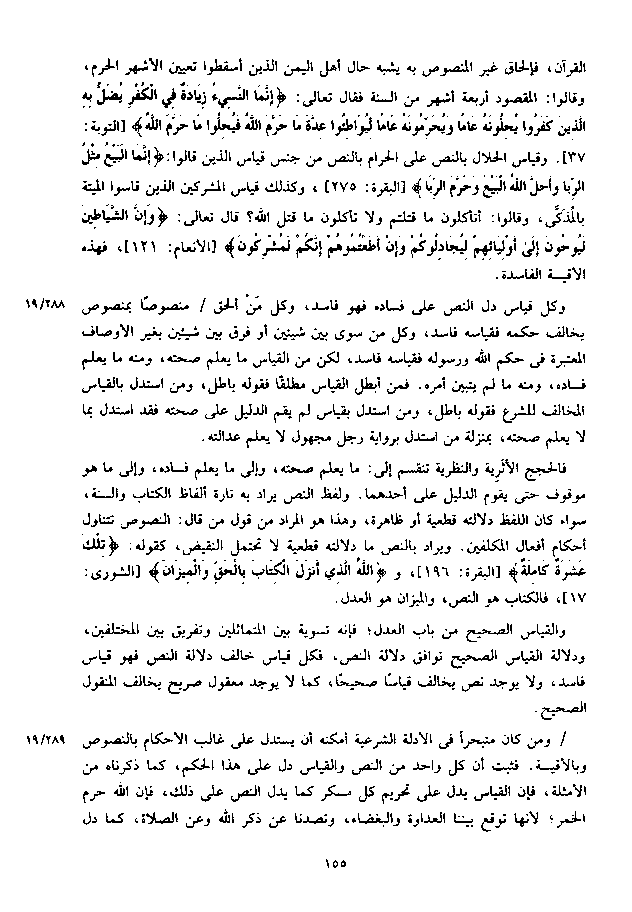 القرآن، فإلحاق غير المنصوص به يشبه حال أهل اليمن الذين أسقطوا تعيين الأشهر الحرم،
وقالوا: المقصود أربعة أشهر من السنة فقال تعالى: ﴿إِنَّمَا النَّسِيءُ زِيَادَةٌ فِي الْكُفْرِ يُضَلُّ بِهِ
الَّذِينَ كَفَرُوا يُحِلُّونَهُ عَامًا وَيُحَرِّمُونَهُ عَامًا لِّيُوَاطِئُوا عِدَّةَ مَا حَرَّمَ اللَّهُ فَيُحِلُّوا مَا حَرَّمَ اللَّهُ﴾ [التوبة:
٣٧]. وقياس الحلال بالنص على الحرام بالنص من جنس قياس الذين قالوا: ﴿إِنَّمَا الْبَيْعُ مِثْلُ
الرِّبَا وَأَحَلَّ اللَّهُ الْبَيْعَ وَحَرَّمَ الرِّبَا﴾ [البقرة: ٢٧٥]، وكذلك قياس المشركين الذين قاسوا الميتة
بالمُذَكَّى، وقالوا: أتأكلون ما قتلتم ولا تأكلون ما قتل الله؟ قال تعالى: ﴿وَإِنَّ الشَّيَاطِينَ
لَيُوحُونَ إِلَىٰ أَوْلِيَائِهِمْ لِيُجَادِلُوكُمْ وَإِنْ أَطَعْتُمُوهُمْ إِنَّكُمْ لَمُشْرِكُونَ﴾ [الأنعام: ١٢١]، فهذه
الأقيسة الفاسدة.
وكل قياس دل النص على فساده فهو فاسد، وكل مَنْ ألحق / منصوصًا بمنصوص ١٩/٢٨٨
يخالف حكمه فقياسه فاسد، وكل من سوى بين شيئين أو فرق بين شيئين بغير الأوصاف
المعتبرة في حكم الله ورسوله فقياسه فاسد، لكن من القياس ما يعلم صحته، ومنه ما يعلم
فساده، ومنه ما لم يتبين أمره. فمن أبطل القياس مطلقًا فقوله باطل، ومن استدل بالقياس
المخالف للشرع فقوله باطل، ومن استدل بقياس لم يقم الدليل على صحته فقد استدل بما
لا يعلم صحته، بمنزلة من استدل برواية رجل مجهول لا يعلم عدالته.
فالحجج الأثَرِية والنظرية تنقسم إلى: ما يعلم صحته، وإلى ما يعلم فساده، وإلى ما هو
موقوف حتى يقوم الدليل على أحدهما. ولفظ النص يراد به تارة ألفاظ الكتاب والسنة،
سواء كان اللفظ دلالته قطعية أو ظاهرة، وهذا هو المراد من قول من قال: النصوص تتناول
أحكام أفعال المكلفين. ويراد بالنص ما دلالته قطعية لا تحتمل النقيض، كقوله: ﴿تِلْكَ
عَشَرَةٌ كَامِلَةٌ﴾ [البقرة: ١٩٦]، و ﴿اللَّهُ الَّذِي أَنزَلَ الْكِتَابَ بِالْحَقِّ وَالْمِيزَانَ﴾ [الشورى:
١٧]، فالكتاب هو النص، والميزان هو العدل.
والقياس الصحيح من باب العدل؛ فإنه تسوية بين المتماثلين وتفريق بين المختلفين،
ودلالة القياس الصحيح توافق دلالة النص، فكل قياس خالف دلالة النص فهو قياس
فاسد، ولا يوجد نص يخالف قياسًا صحيحًا، كما لا يوجد معقول صريح يخالف المنقول
الصحيح.
/ ومن كان متبحرًا في الأدلة الشرعية أمكنه أن يستدل على غالب الأحكام بالنصوص ١٩/٢٨٩
وبالأقيسة. فثبت أن كل واحد من النص والقياس دل على هذا الحكم، كما ذكرناه من
الأمثلة، فإن القياس يدل على تحريم كل مسكر كما يدل النص على ذلك، فإن الله حرم
الخمر؛ لأنها توقع بيننا العداوة والبغضاء، وتصدنا عن ذكر الله وعن الصلاة، كما دل
١٥٥